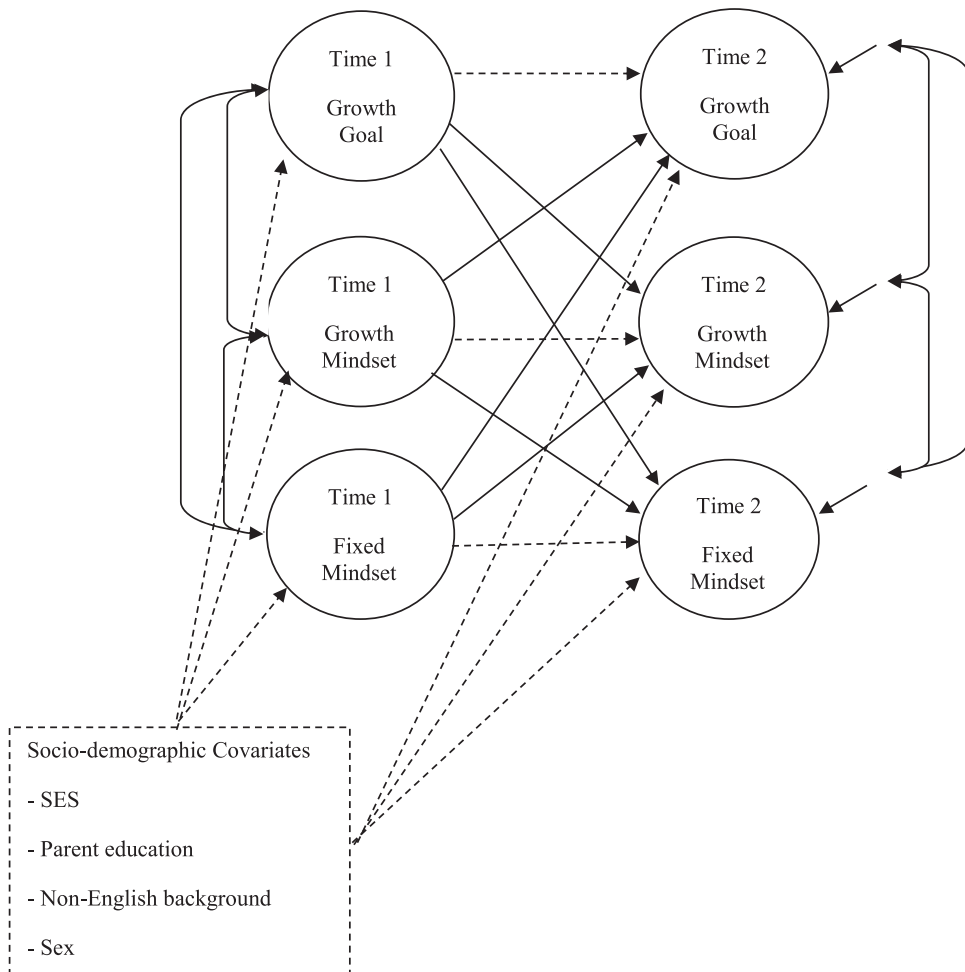 Time 1
Growth
Goal
Time 2
Growth
Goal
Time 1
Growth
Mindset
Time 2
Growth
Mindset
Time 1
Fixed
Mindset
Time 2
Fixed
Mindset
Socio-demographic Covariates
- SES
- Parent education
- Non-English background
- Sex